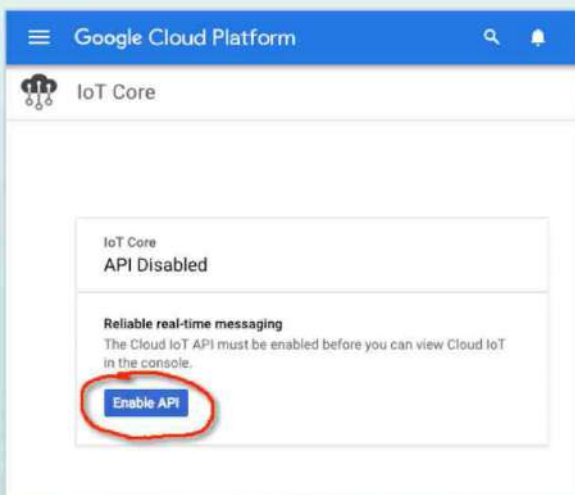 Google Cloud Platform
IoT Core
IoT Core
API Disabled
Reliable real-time messaging
The Cloud IoT API must be enabled before you can view Cloud IoT
in the console.
Enable API